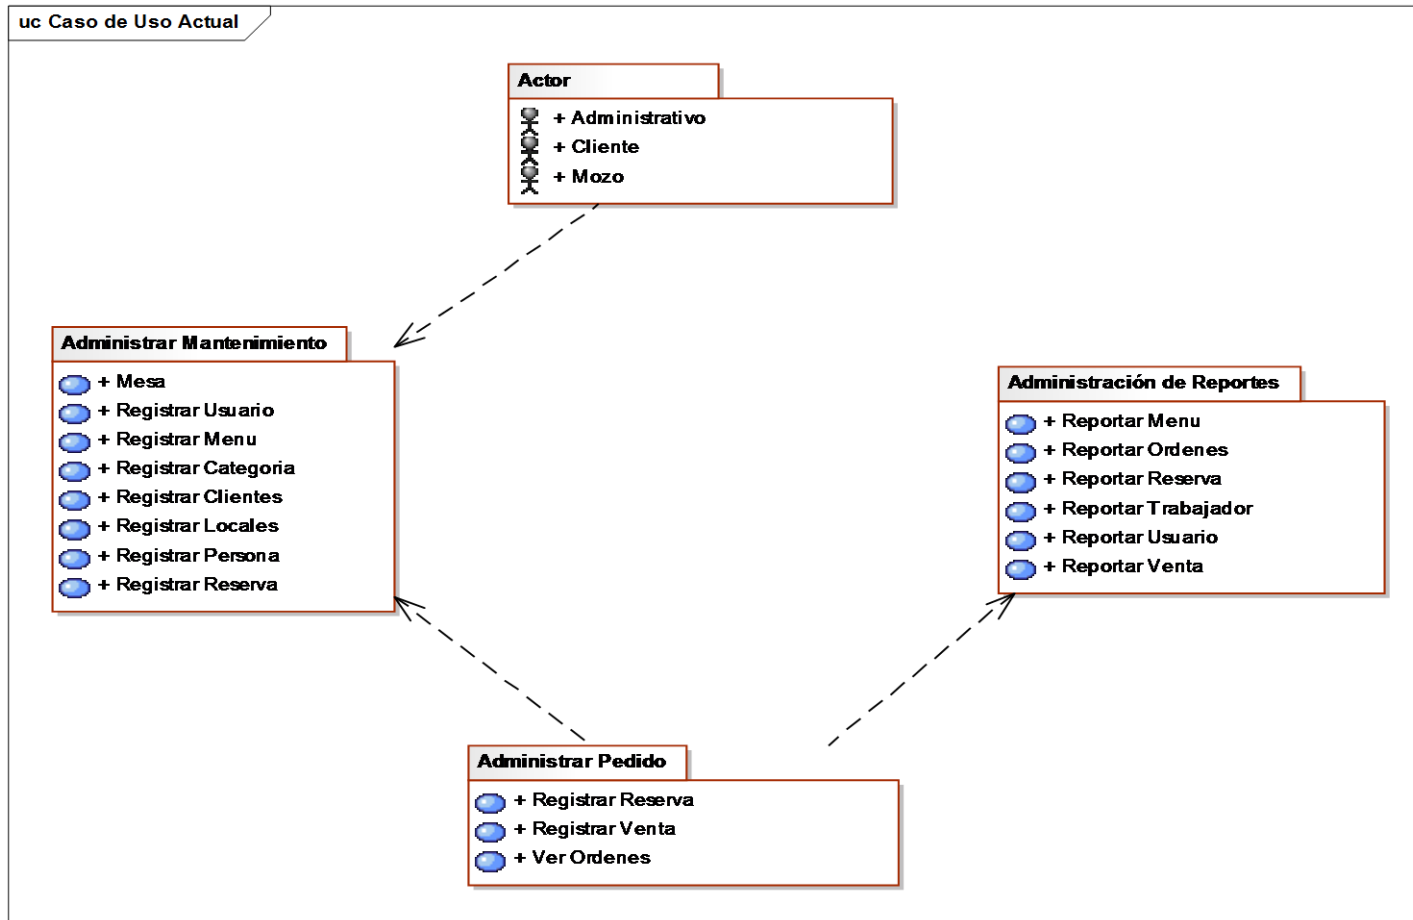 uc Caso de Uso Actual
Actor
+ Administrativo
+ Cliente
+ Mozo
Administrar Mantenimiento
+ Mesa
+ Registrar Usuario
+ Registrar Menu
+ Registrar Categoria
+ Registrar Clientes
+ Registrar Locales
+ Registrar Persona
+ Registrar Reserva
Administración de Reportes
+ Reportar Menu
+ Reportar Ordenes
+ Reportar Reserva
+ Reportar Trabajador
+ Reportar Usuario
+ Reportar Venta
Administrar Pedido
+ Registrar Reserva
+ Registrar Venta
+ Ver Ordenes